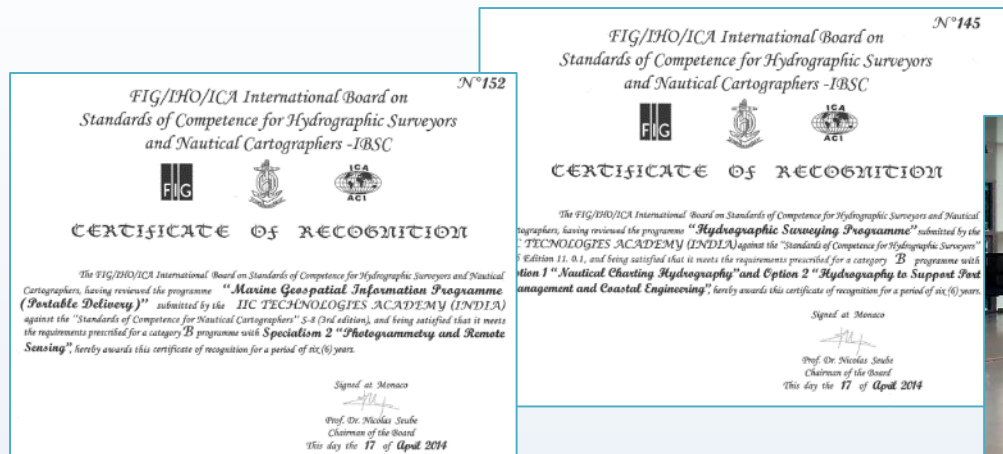 N°152
FIG/IHO/ICA International Board on
Standards of Competence for Hydrographic Surveyors
and Nautical Cartographers -IBSC
FIG
ICA
ACI
CERTIFICATE OF RECOGNITION
The FIG/IHO/ICA International Board on Standards of Competence for Hydrographic Surveyors and Nautical
Cartographers, having reviewed the programme "Marine Geospatial Information Programme
(Portable Delivery)" submitted by the IIC TECHNOLOGIES ACADEMY (INDIA)
against the "Standards of Competence for Nautical Cartographers" S-8 (3rd edition), and being satisfied that it meets
the requirements prescribed for a category B programme with Specialism 2 "Photogrammetry and Remote
Sensing", hereby awards this certificate of recognition for a period of six (6) years.
Signed at Monaco
Prof. Dr. Nicolas Seube
Chairman of the Board
This day the 17 of April 2014
N°145
FIG/IHO/ICA International Board on
Standards of Competence for Hydrographic Surveyors
and Nautical Cartographers -IBSC
FIG
ICA
ACI
CERTIFICATE OF RECOGNITION
The FIG/IHO/ICA International Board on Standards of Competence for Hydrographic Surveyors and Nautical
tographers, having reviewed the programme "Hydrographic Surveying Programme" submitted by the
C TECNOLOGIES ACADEMY (INDIA) against the "Standards of Competence for Hydrographic Surveyors"
Edition 11. 0.1, and being satisfied that it meets the requirements prescribed for a category B programme with
tion 1 "Nautical Charting Hydrography" and Option 2 "Hydrography to Support Port
anagement and Coastal Engineering", hereby awards this certificate of recognition for a period of six (6) years.
Signed at Monaco
Prof. Dr. Nicolas Seube
Chairman of the Board
This day the 17 of April 2014